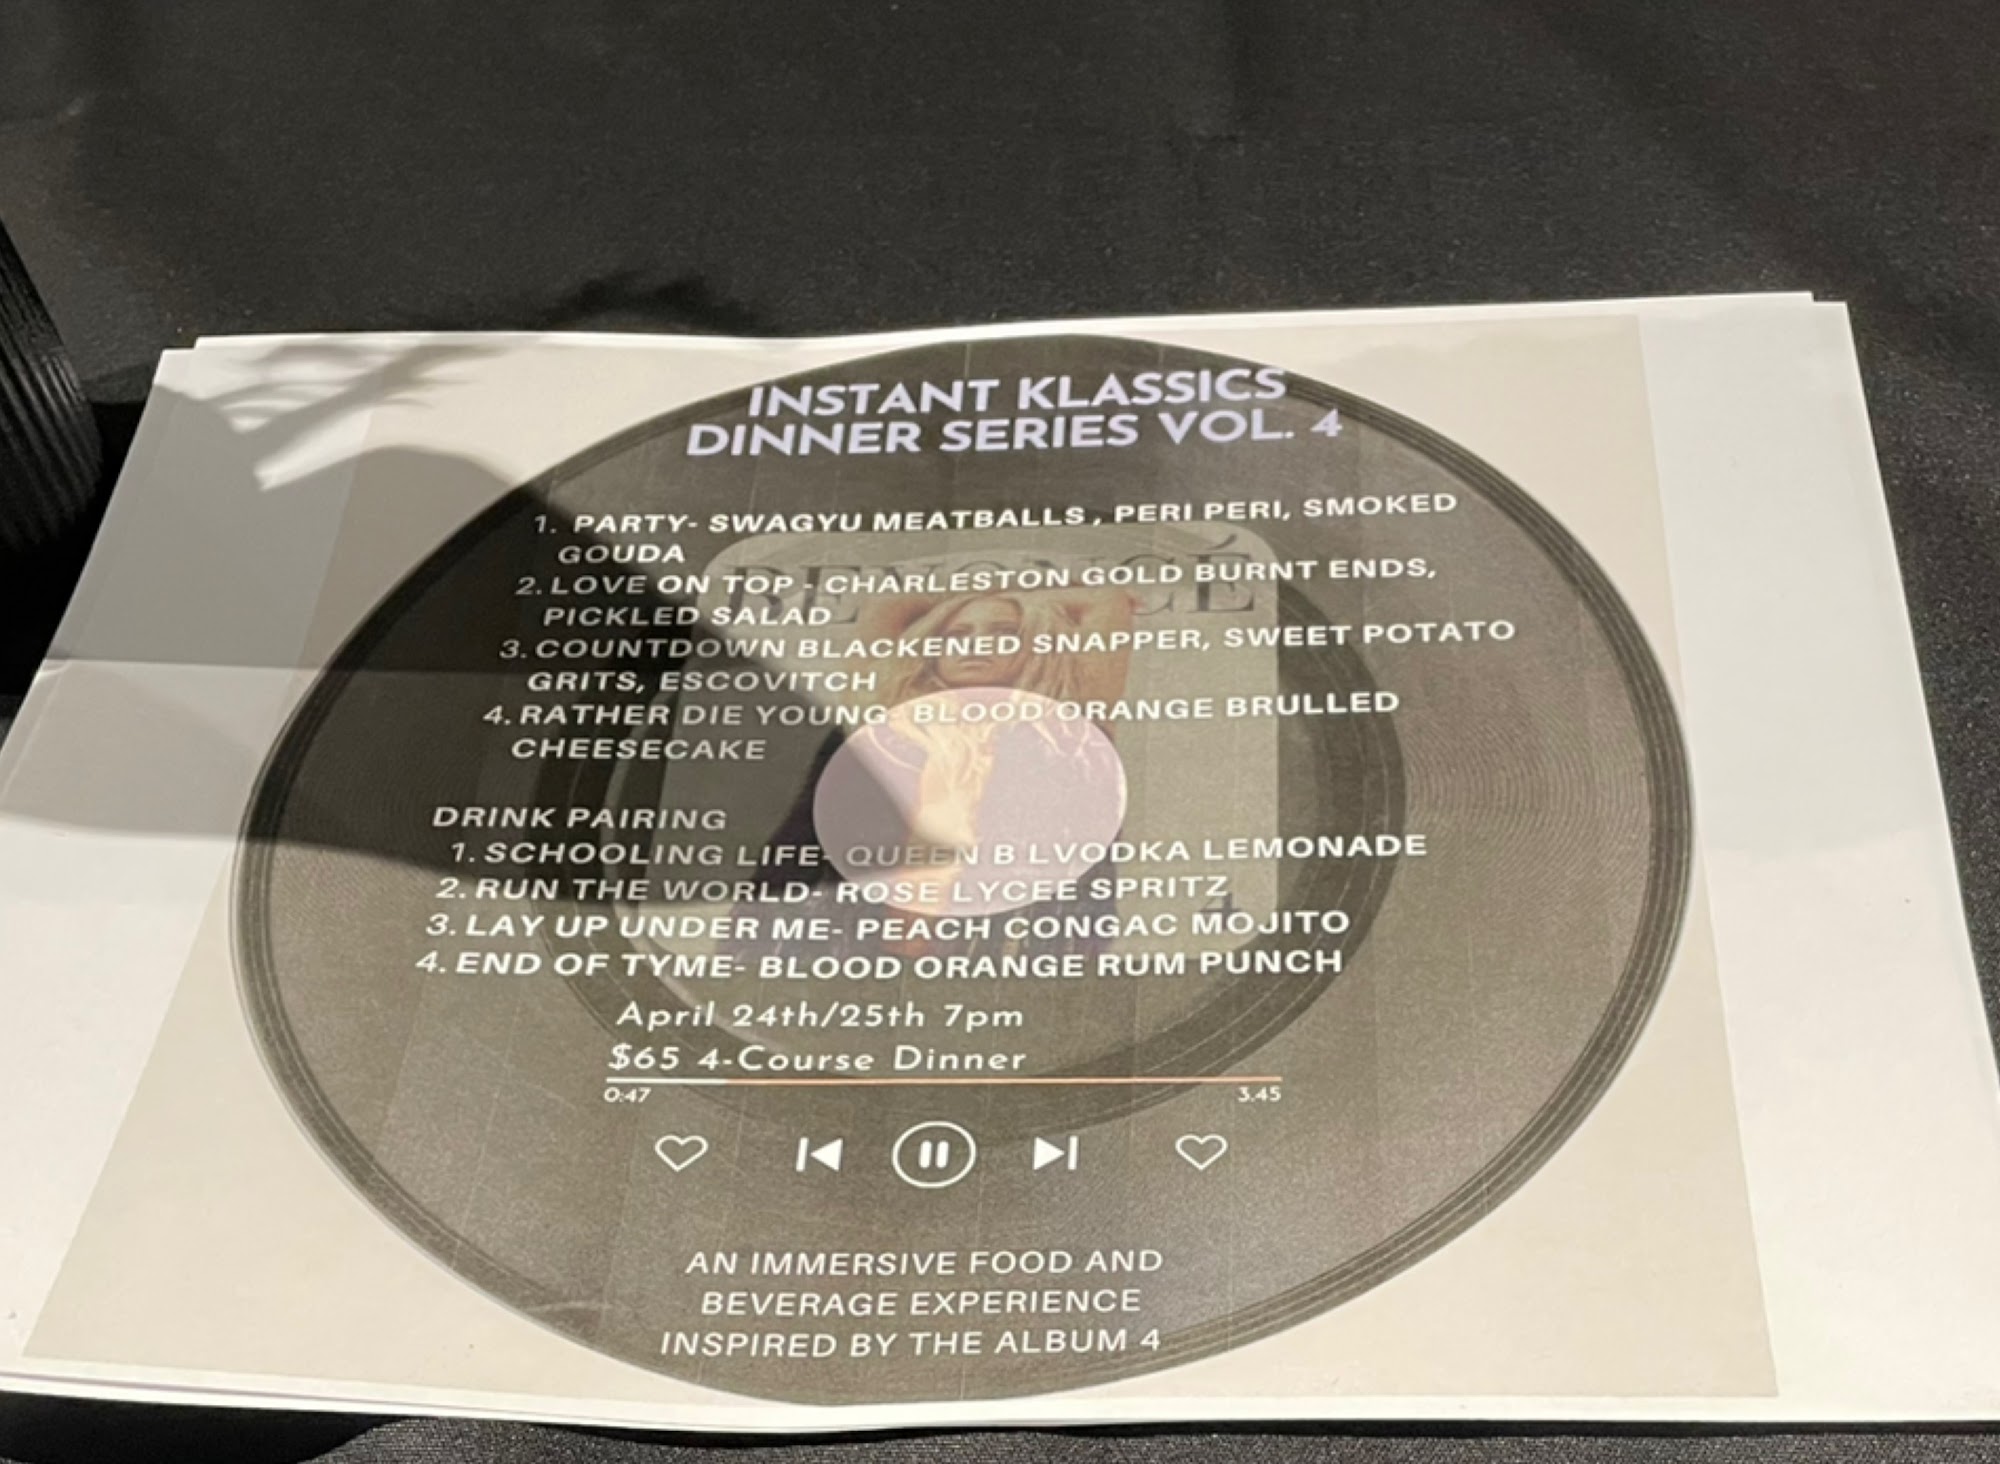 INSTANT KLASSICS
DINNER SERIES VOL. 4
1. PARTY- SWAGYU MEATBALLS, PERI PERI, SMOKED
GOUDA
2. LOVE ON TOP - CHARLESTON GOLD BURNT ENDS,
PICKLED SALAD
3. COUNTDOWN BLACKENED SNAPPER, SWEET POTATO
GRITS, ESCOVITCH
4. RATHER DIE YOUNG- BLOOD ORANGE BRULLED
CHEESECAKE
BEYONCÉ
DRINK PAIRING
1. SCHOOLING LIFE- QUEEN B LVODKA LEMONADE
2. RUN THE WORLD- ROSE LYCEE SPRITZ
3. LAY UP UNDER ME- PEACH CONGAC MOJITO
4. END OF TYME- BLOOD ORANGE RUM PUNCH
4
April 24th/25th 7pm
$65 4-Course Dinner
0:47 3.45
AN IMMERSIVE FOOD AND
BEVERAGE EXPERIENCE
INSPIRED BY THE ALBUM 4